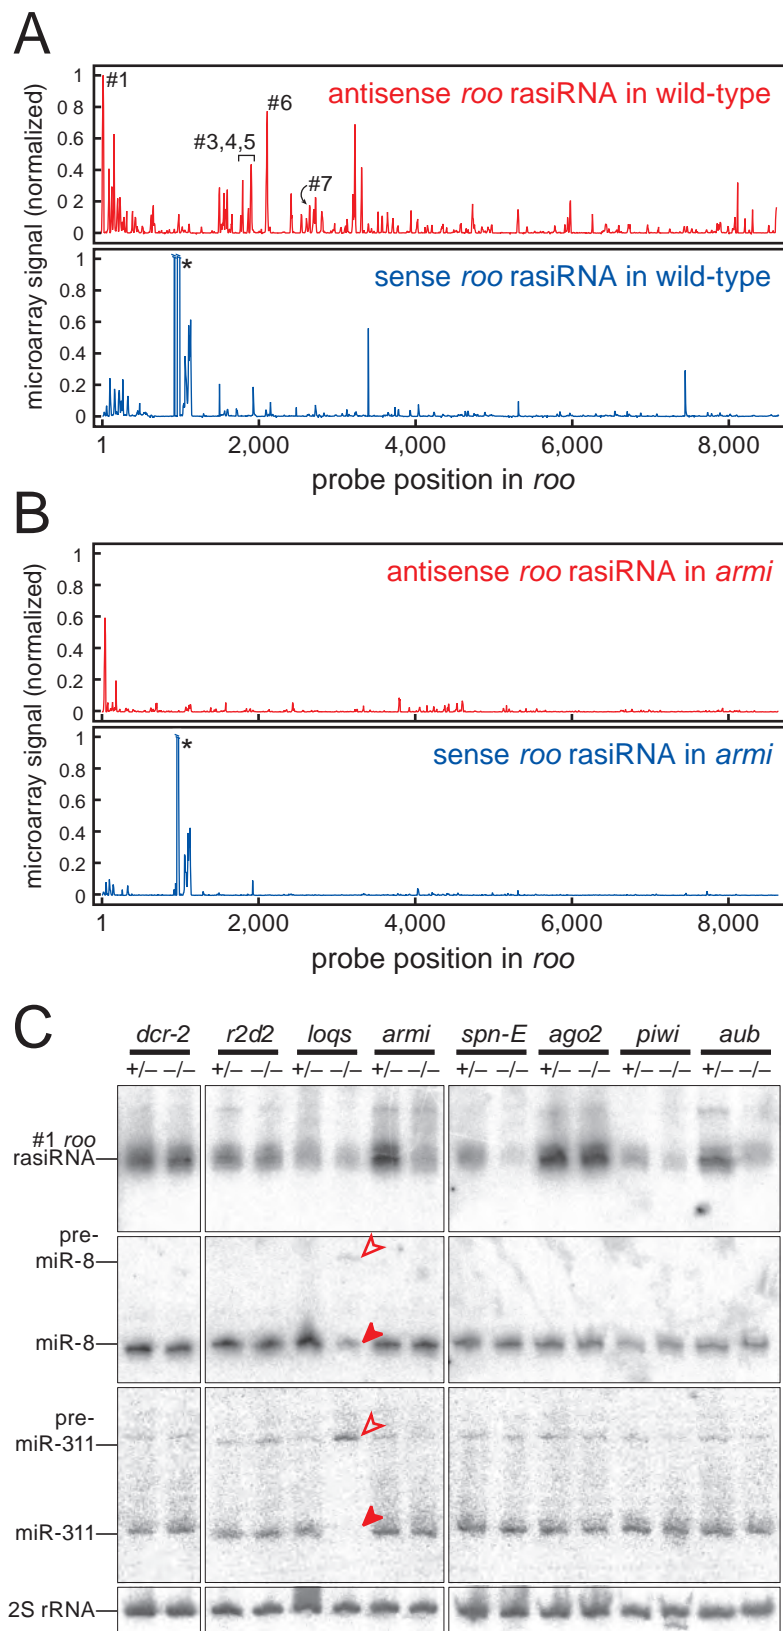 A
microarray signal (normalized)
1
0.8
0.6
0.4
0.2
0
#1
antisense roo rasiRNA in wild-type
#6
#3,4,5
#7
1
0.8
0.6
0.4
0.2
0
*
sense roo rasiRNA in wild-type
1
2,000
4,000
6,000
8,000
probe position in roo
B
microarray signal (normalized)
1
0.8
0.6
0.4
0.2
0
antisense roo rasiRNA in armi
1
0.8
0.6
0.4
0.2
0
*
sense roo rasiRNA in armi
1
2,000
4,000
6,000
8,000
probe position in roo
C
dcr-2 r2d2 loqs armi spn-E ago2 piwi aub
+/– –/– +/– –/– +/– –/– +/– –/– +/– –/– +/– –/– +/– –/– +/– –/–
#1 roo
rasiRNA
pre-
miR-8
miR-8
pre-
miR-311
miR-311
2S rRNA